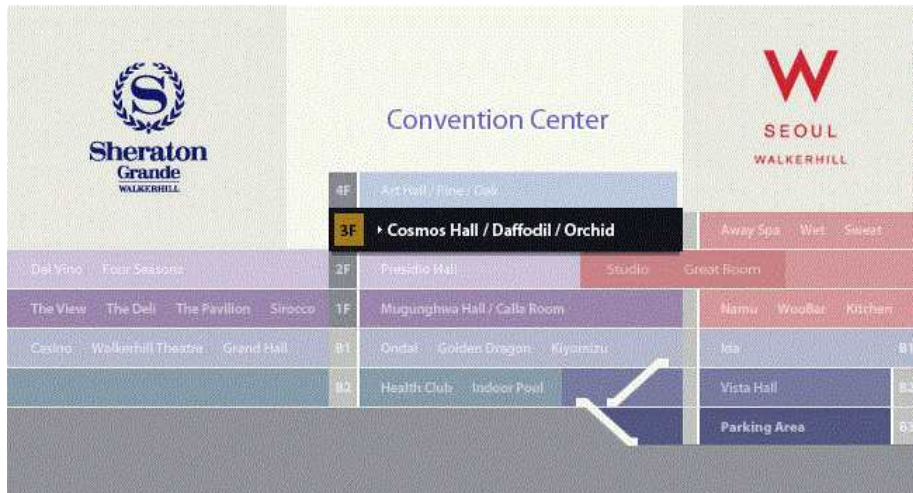 Sheraton
Grande
WALKERHILL
Convention Center
W
SEOUL
WALKERHILL
4F Art Hall / Pine / Oak
3F Cosmos Hall / Daffodil / Orchid
Away Spa Wet Sweat
Del Vino Four Seasons 2F Presidio Hall Studio Great Room
The View The Deli The Pavilion Sirocco 1F Mugunghwa Hall / Calla Room Namu WooBar Kitchen
Casino Walkerhill Theatre Grand Hall B1 Ondal Golden Dragon Kiyomizu Ida B1
B2 Health Club Indoor Pool Vista Hall B2
Parking Area B3